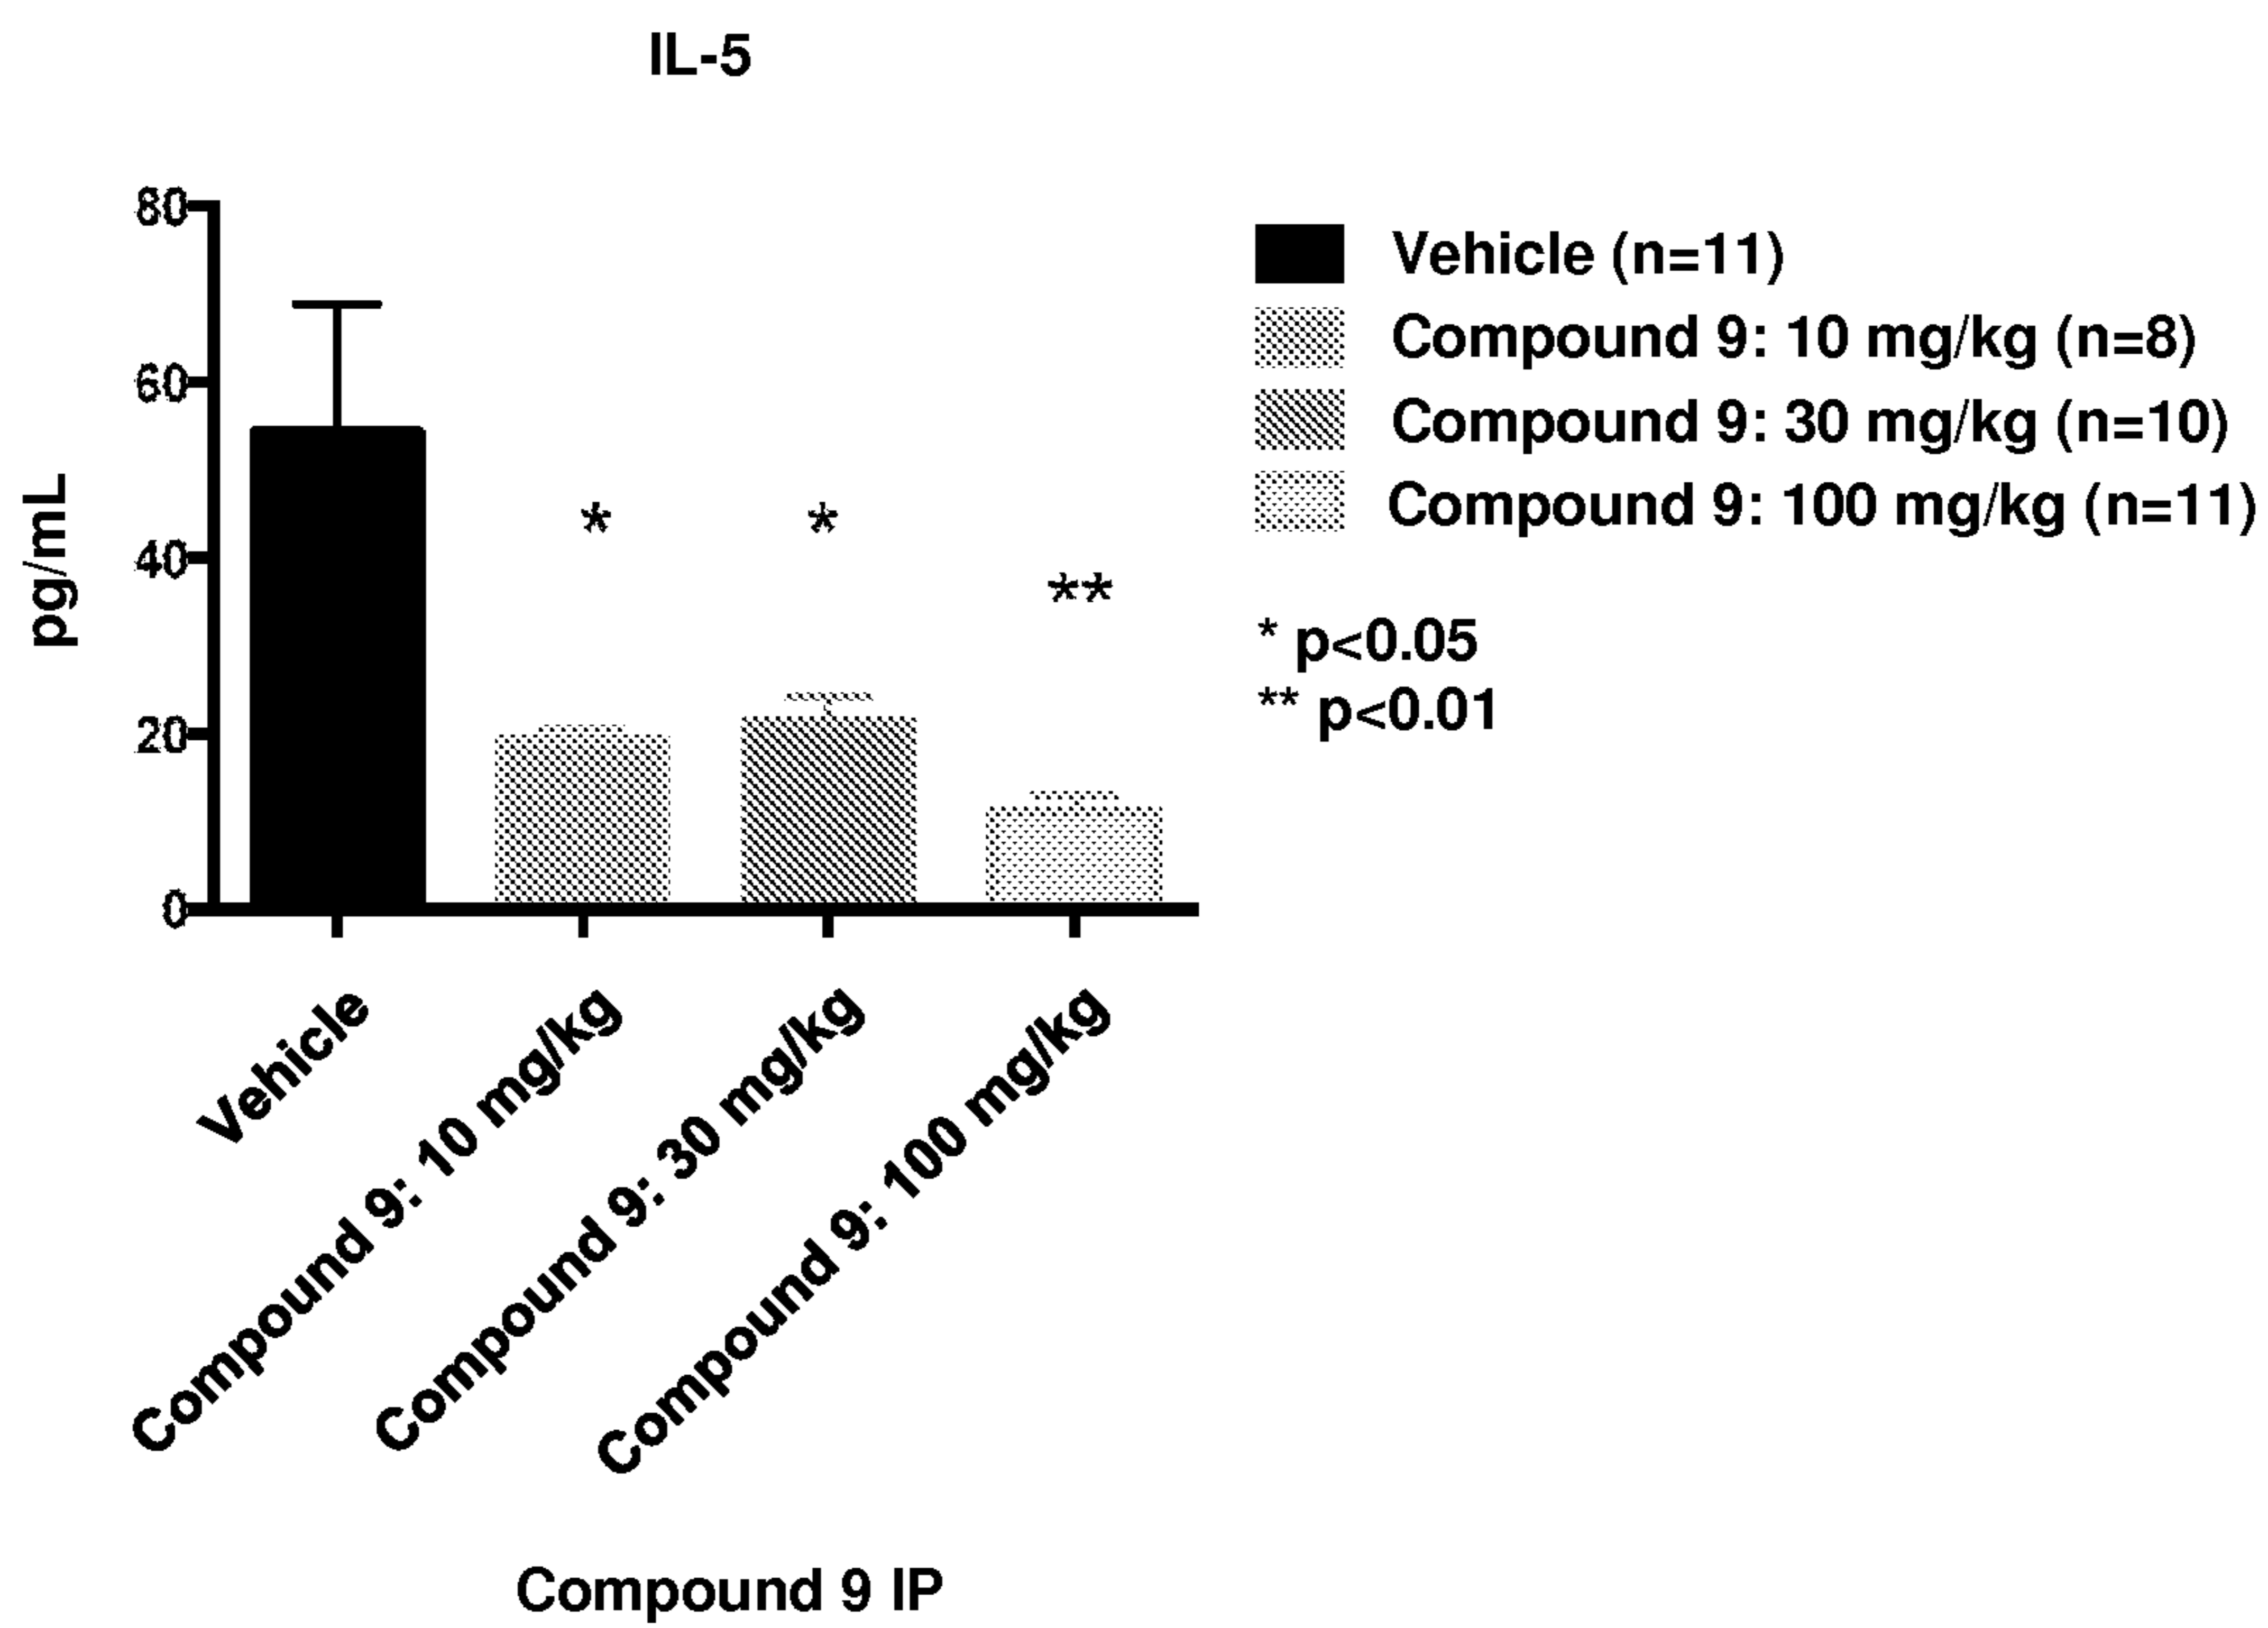 IL-5
80
60
40
20
0
pg/mL
Vehicle (n=11)
Compound 9: 10 mg/kg (n=8)
Compound 9: 30 mg/kg (n=10)
Compound 9: 100 mg/kg (n=11)
*
*
**
* p<0.05
** p<0.01
Vehicle
Compound 9: 10 mg/kg
Compound 9: 30 mg/kg
Compound 9: 100 mg/kg
Compound 9 IP